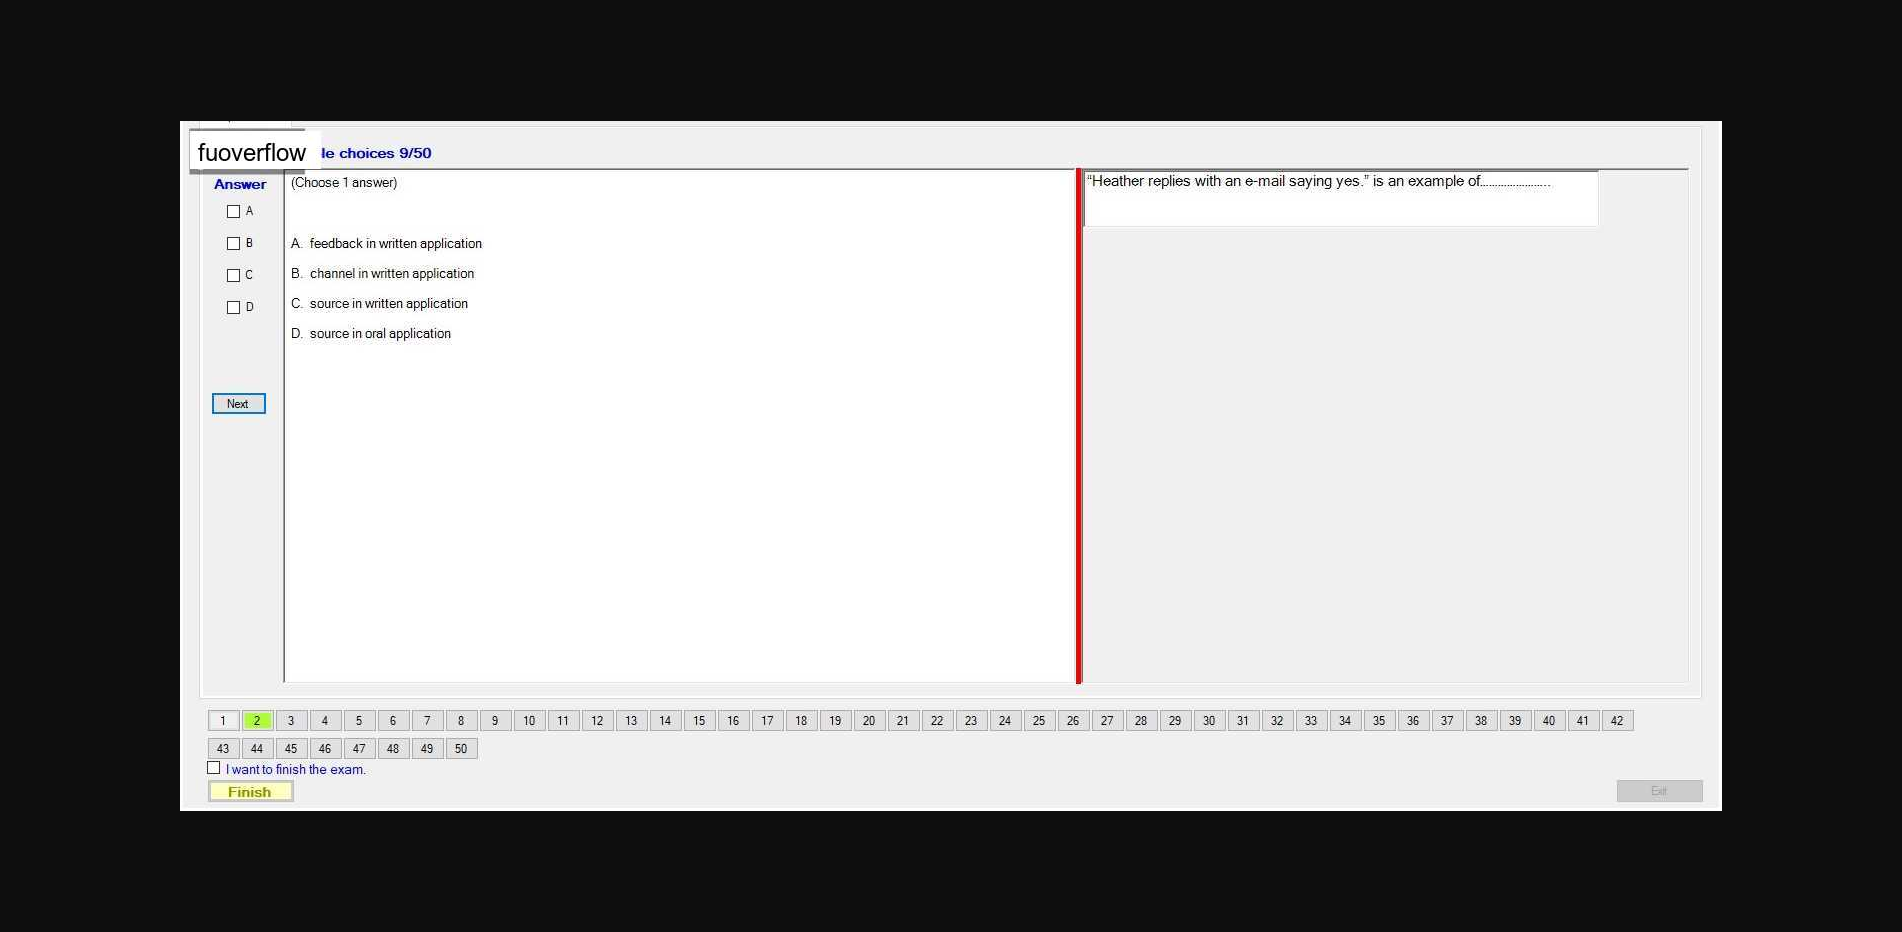 fuoverflow le choices 9/50
Answer
(Choose 1 answer)
A
B
C
D
A. feedback in written application
B. channel in written application
C. source in written application
D. source in oral application
Next
“Heather replies with an e-mail saying yes.” is an example of.......................
1 2 3 4 5 6 7 8 9 10 11 12 13 14 15 16 17 18 19 20 21 22 23 24 25 26 27 28 29 30 31 32 33 34 35 36 37 38 39 40 41 42
43 44 45 46 47 48 49 50
I want to finish the exam.
Finish
Exit